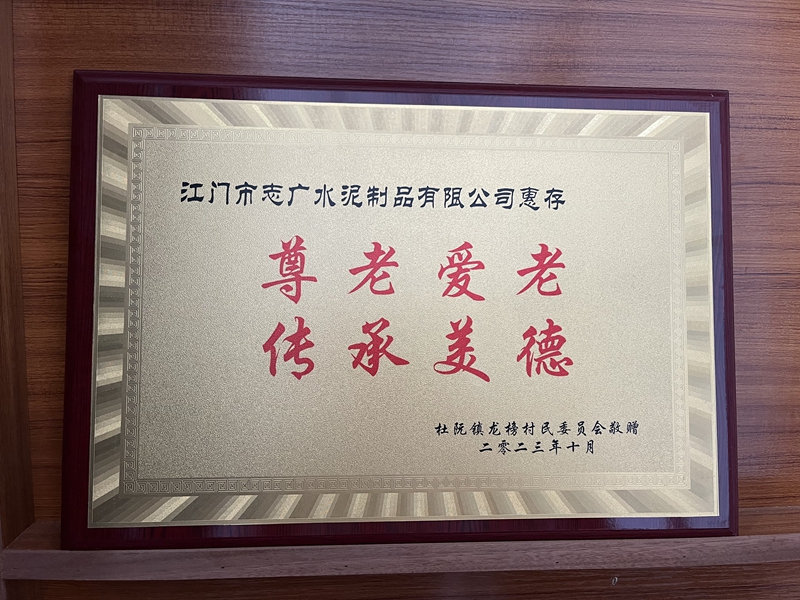 江门市志广水泥制品有限公司惠存
尊老爱老
传承美德
杜阮镇龙榜村民委员会敬赠
二零二三年十月